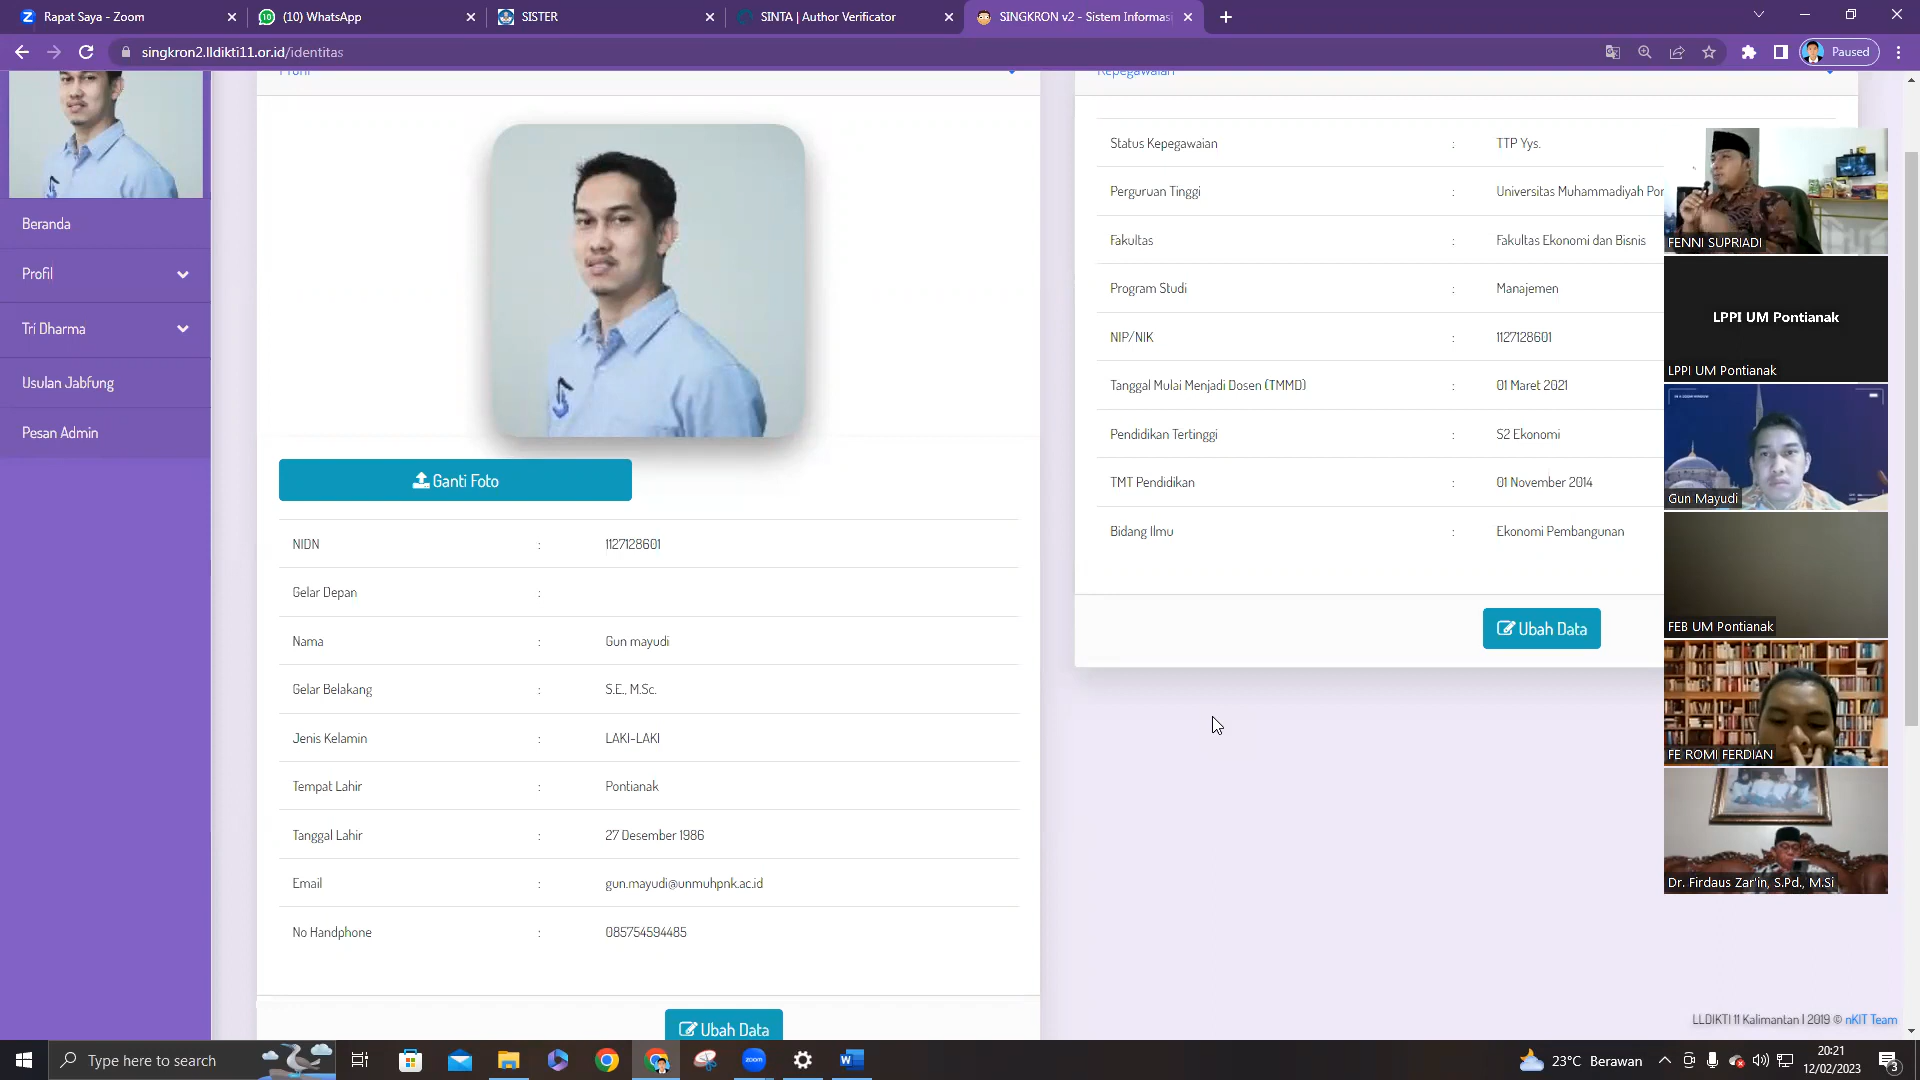 Rapat Saya - Zoom
(10) WhatsApp
SISTER
SINTA | Author Verificator
SINGKRON v2 - Sistem Informasi
singkron2.lldikti11.or.id/identitas
Paused
Profil
Kepegawaian
Beranda
Profil
Tri Dharma
Usulan Jabfung
Pesan Admin
Ganti Foto
NIDN : 1127128601
Gelar Depan :
Nama : Gun mayudi
Gelar Belakang : S.E., M.Sc.
Jenis Kelamin : LAKI-LAKI
Tempat Lahir : Pontianak
Tanggal Lahir : 27 Desember 1986
Email : gun.mayudi@unmuhpnk.ac.id
No Handphone : 085754594485
Ubah Data
Status Kepegawaian : TTP Yys.
Perguruan Tinggi : Universitas Muhammadiyah Pon
Fakultas : Fakultas Ekonomi dan Bisnis
Program Studi : Manajemen
NIP/NIK : 1127128601
Tanggal Mulai Menjadi Dosen (TMMD) : 01 Maret 2021
Pendidikan Tertinggi : S2 Ekonomi
TMT Pendidikan : 01 November 2014
Bidang Ilmu : Ekonomi Pembangunan
Ubah Data
FENNI SUPRIADI
LPPI UM Pontianak
LPPI UM Pontianak
Gun Mayudi
FEB UM Pontianak
FE ROMI FERDIAN
Dr. Firdaus Zar'in, S.Pd., M.Si
LLDIKTI 11 Kalimantan | 2019 © nKIT Team
Type here to search
zoom
23°C Berawan
20:21
12/02/2023
3